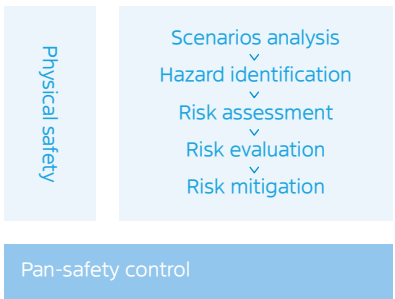 Physical safety
Scenarios analysis
Hazard identification
Risk assessment
Risk evaluation
Risk mitigation
Pan-safety control